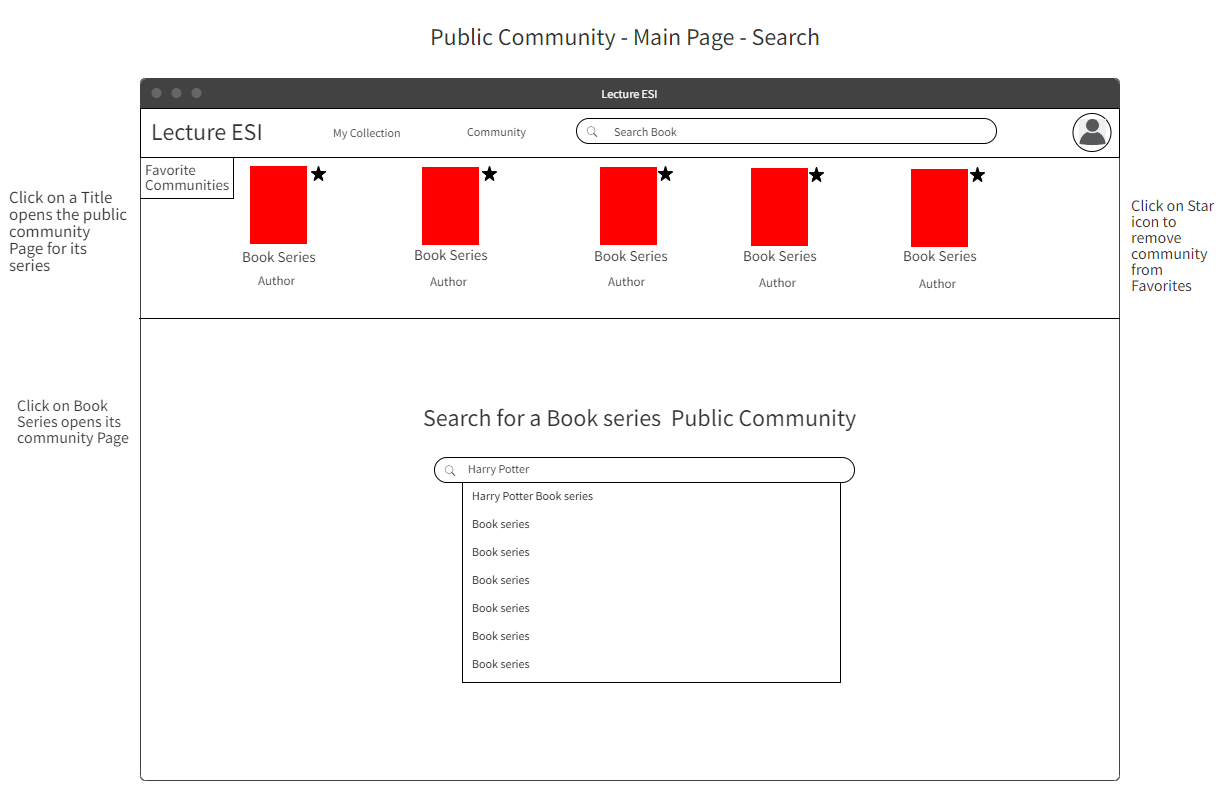 Public Community - Main Page - Search
Lecture ESI
Lecture ESI
My Collection
Community
Search Book
Favorite
Communities
Click on a Title
opens the public
community
Page for its
series
Book Series
Author
Book Series
Author
Book Series
Author
Book Series
Author
Book Series
Author
Click on Star
icon to
remove
community
from
Favorites
Click on Book
Series opens its
community Page
Search for a Book series  Public Community
Harry Potter
Harry Potter Book series
Book series
Book series
Book series
Book series
Book series
Book series